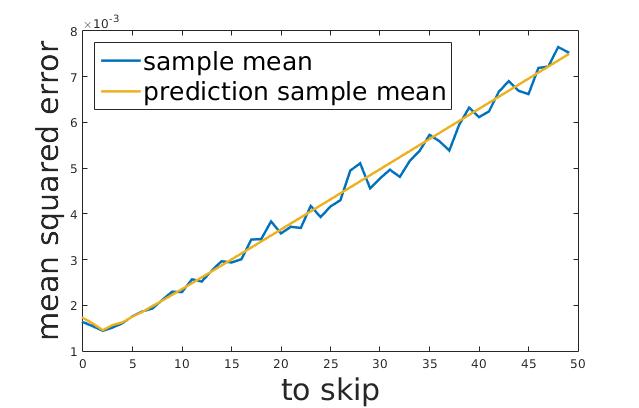 ×10⁻³
8
7
6
5
4
3
2
1
mean squared error
sample mean
prediction sample mean
0 5 10 15 20 25 30 35 40 45 50
to skip